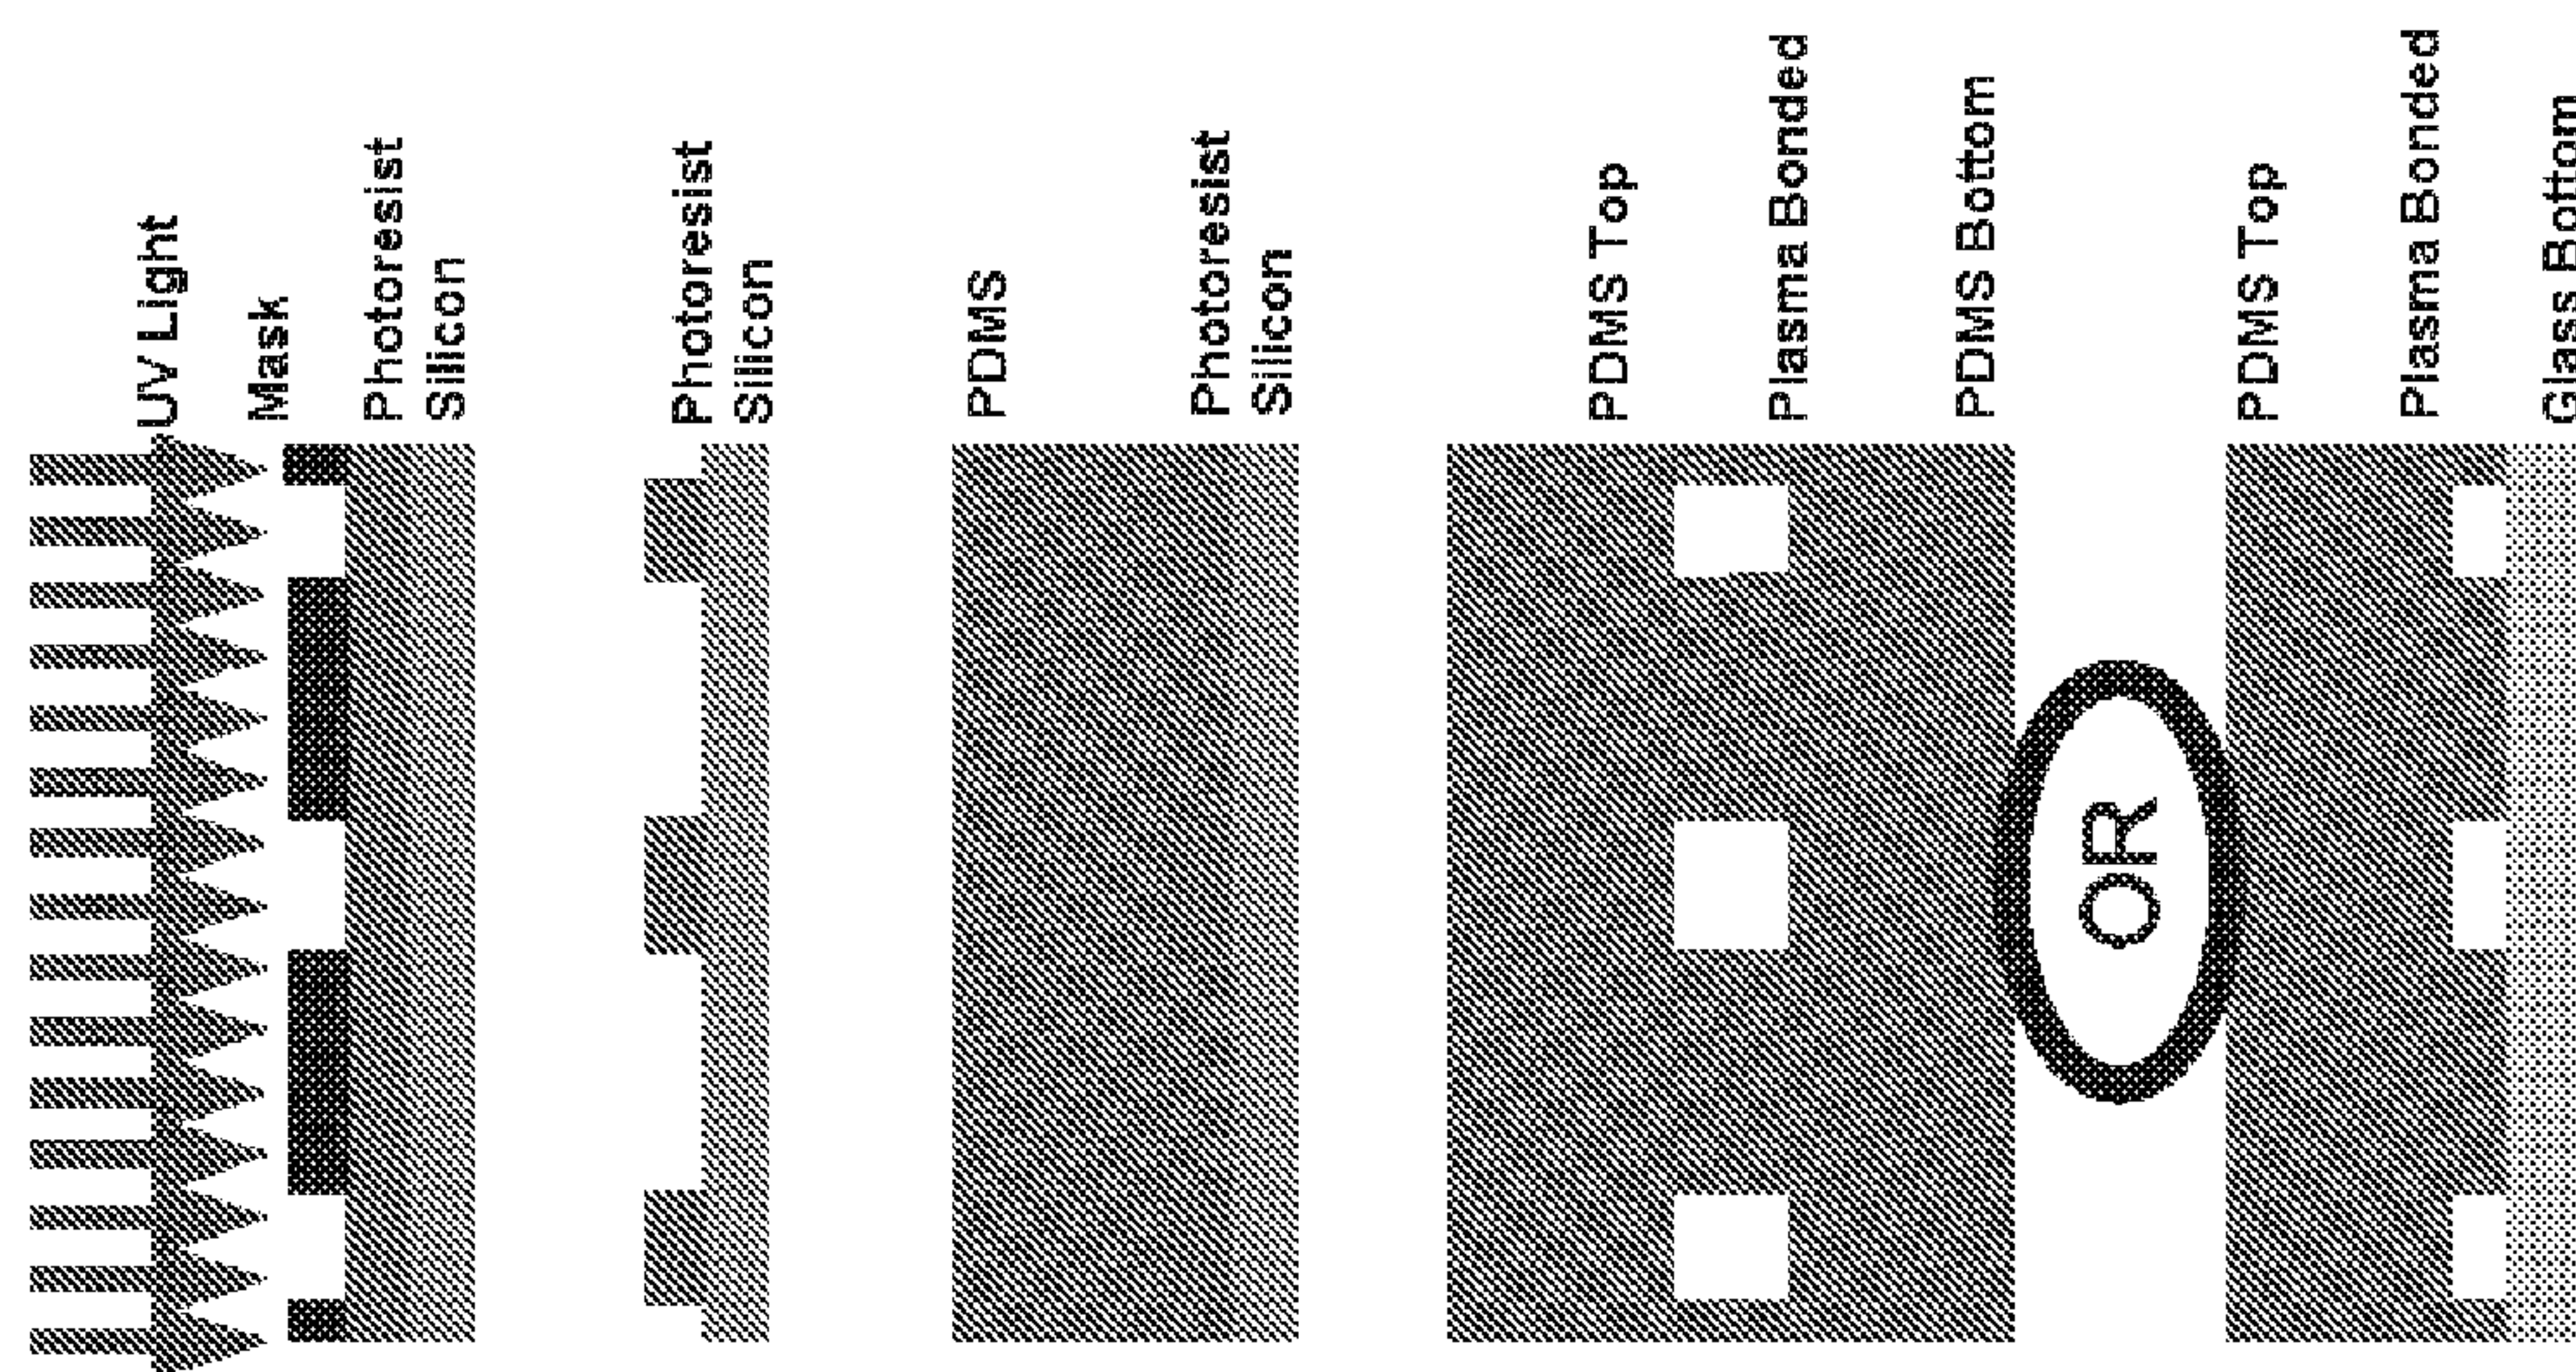 UV Light
Mask
Photoresist
Silicon
Photoresist
Silicon
PDMS
Photoresist
Silicon
PDMS Top
Plasma Bonded
PDMS Bottom
OR
PDMS Top
Plasma Bonded
Glass Bottom